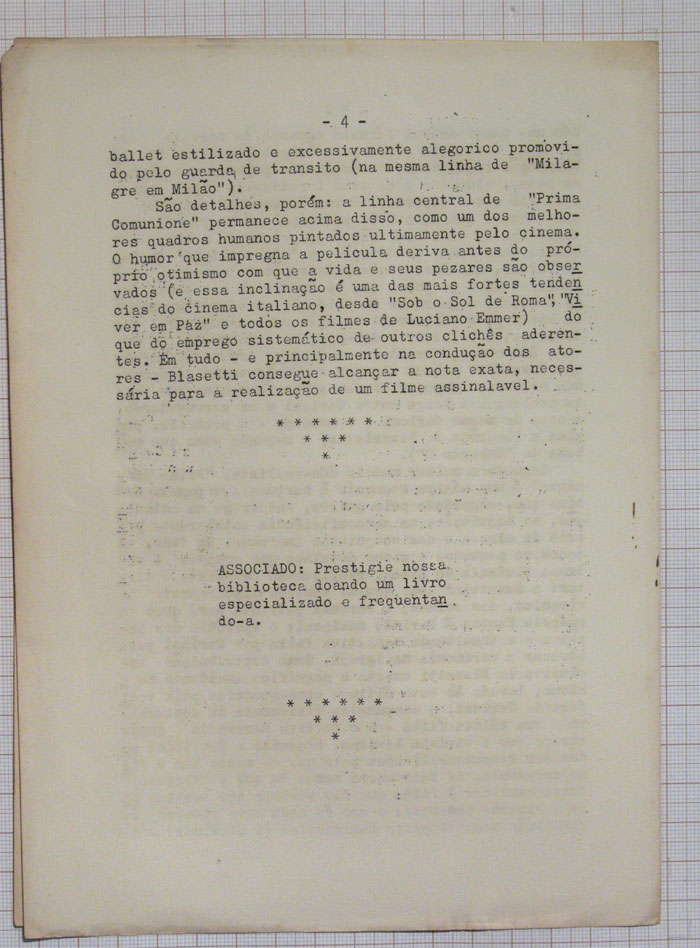 - 4 -
ballet estilizado e excessivamente alegorico promovi-
do pelo guarda de transito (na mesma linha de "Mila-
gre em Milão").
São detalhes, porém: a linha central de "Prima
Comunione" permanece acima disso, como um dos melho-
res quadros humanos pintados ultimamente pelo cinema.
O humor que impregna a pelicula deriva antes do pró-
prio otimismo com que a vida e seus pezares são obser
vados (e essa inclinação é uma das mais fortes tenden
cias do cinema italiano, desde "Sob o Sol de Roma", "Vi
ver em Paz" e todos os filmes de Luciano Emmer) do
que do emprego sistemático de outros clichês aderen-
tes. Em tudo - e principalmente na condução dos ato-
res - Blasetti consegue alcançar a nota exata, neces-
sária para a realização de um filme assinalavel.
* * * * * *
* * *
*
ASSOCIADO: Prestigie nossa
biblioteca doando um livro
especializado e freqùentan
do-a.
* * * * * *
* * *
*